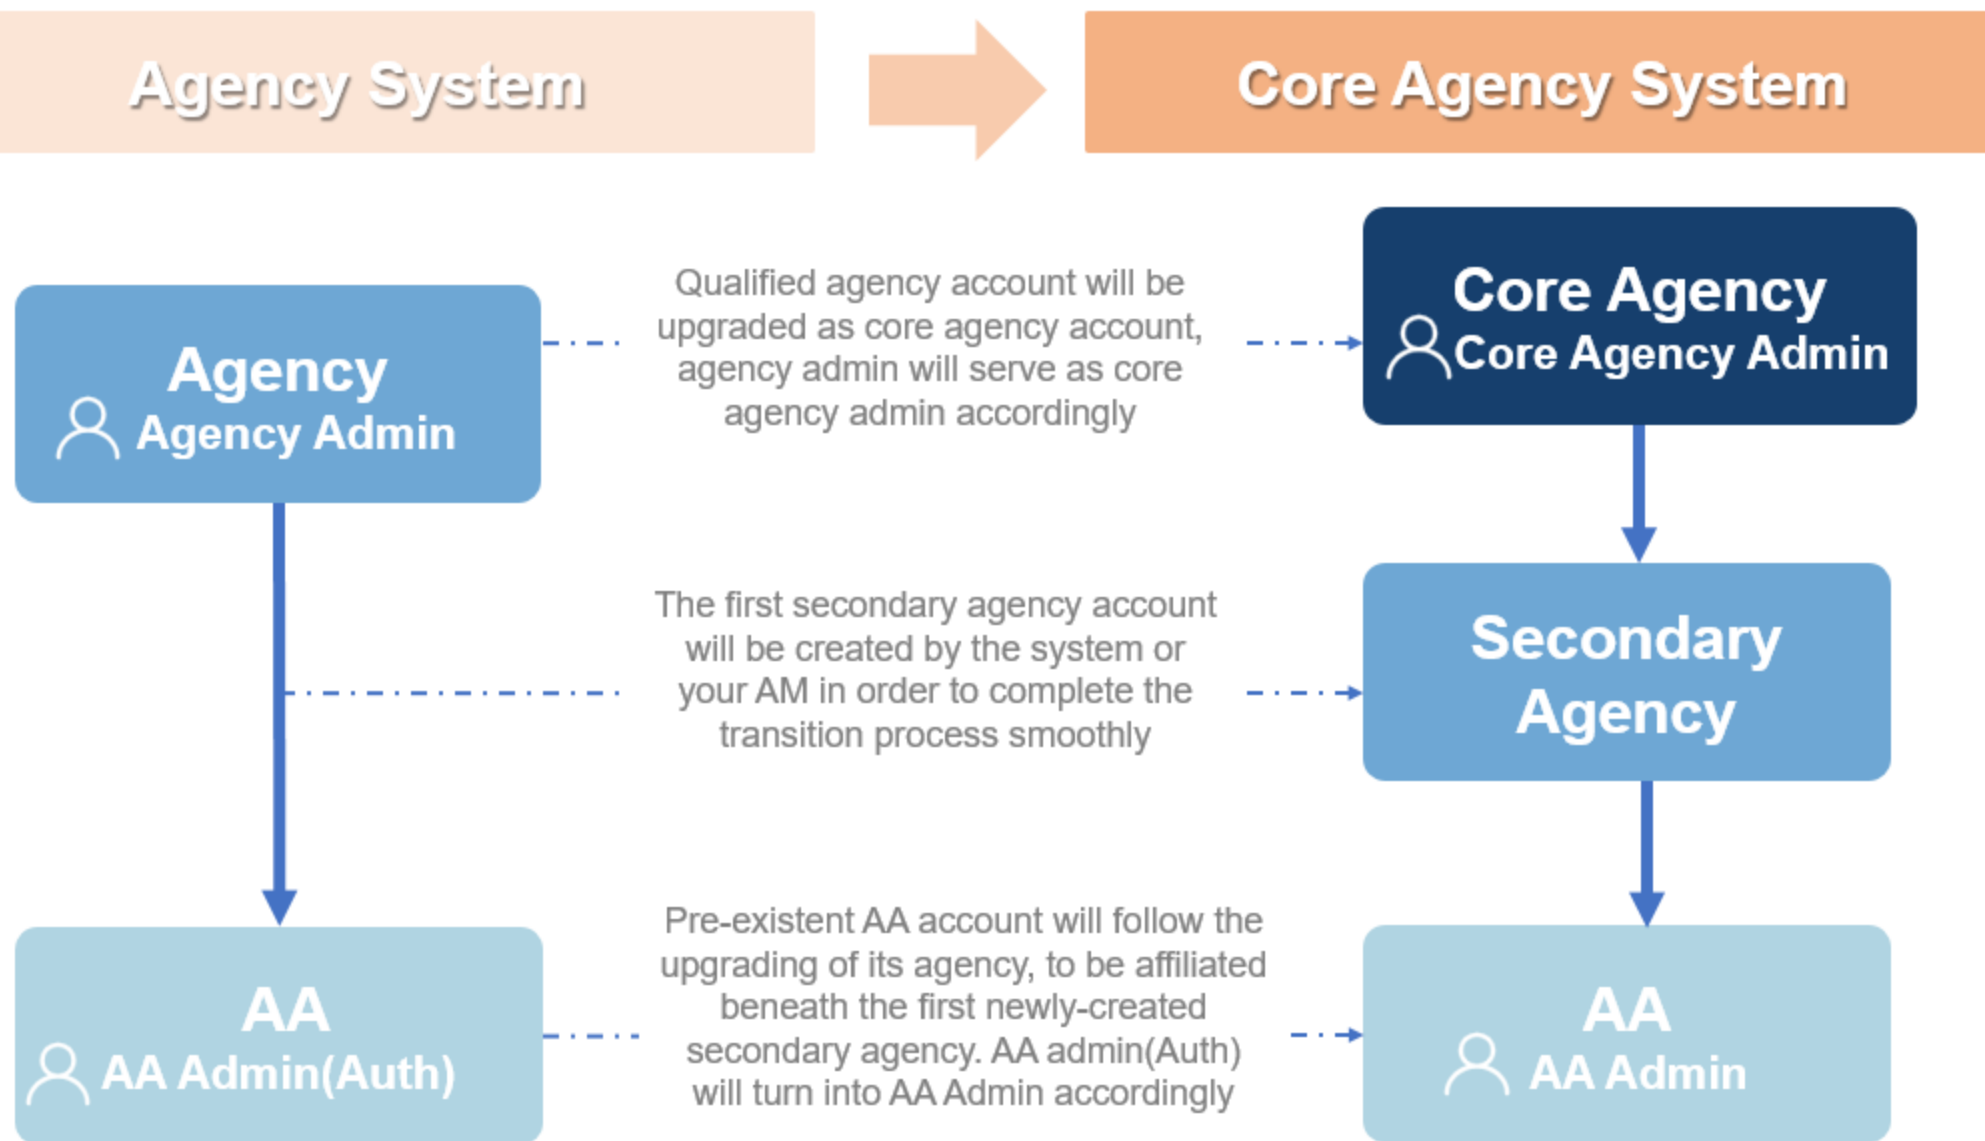 Agency System
Core Agency System
Agency
Agency Admin
Qualified agency account will be
upgraded as core agency account,
agency admin will serve as core
agency admin accordingly
Core Agency
Core Agency Admin
The first secondary agency account
will be created by the system or
your AM in order to complete the
transition process smoothly
Secondary
Agency
AA
AA Admin(Auth)
Pre-existent AA account will follow the
upgrading of its agency, to be affiliated
beneath the first newly-created
secondary agency. AA admin(Auth)
will turn into AA Admin accordingly
AA
AA Admin